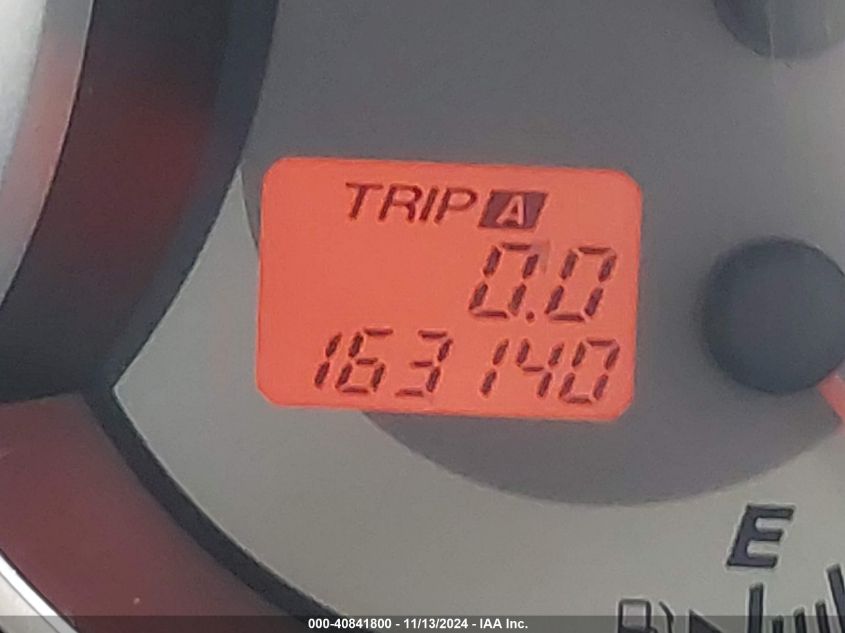 TRIP A
0.0
163140
E
000-40841800 - 11/13/2024 - IAA Inc.